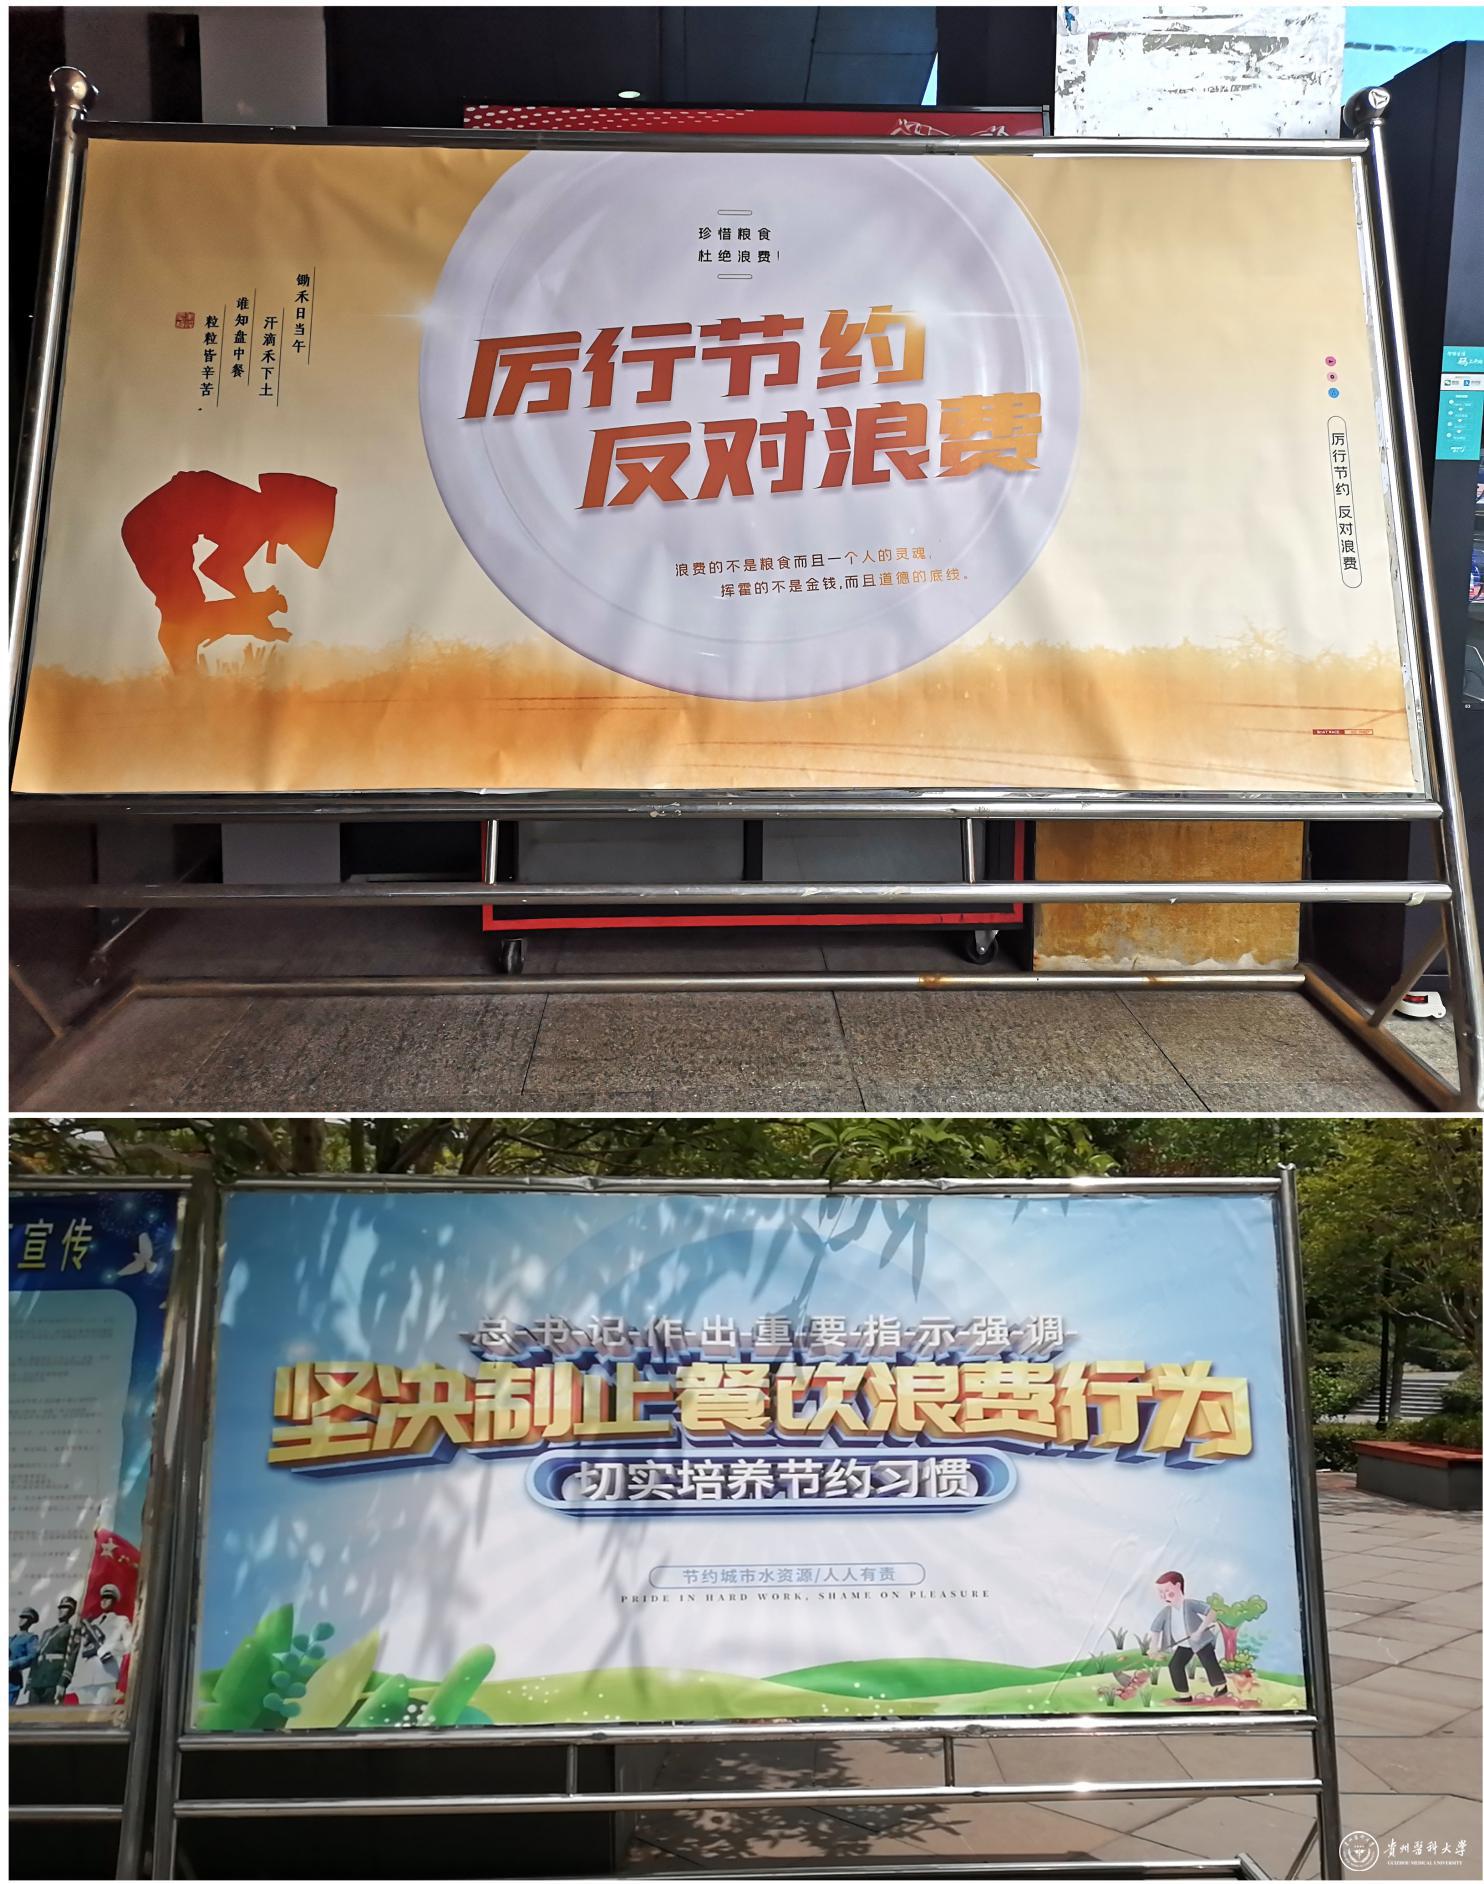 珍惜粮食
杜绝浪费!
厉行节约
反对浪费
浪费的不是粮食而且一个人的灵魂,
挥霍的不是金钱,而且道德的底线。
锄禾日当午
汗滴禾下土
谁知盘中餐
粒粒皆辛苦
厉行节约 反对浪费
宣传
总书记作出重要指示强调
坚决制止餐饮浪费行为
切实培养节约习惯
节约城市水资源/人人有责
PRIDE IN HARD WORK, SHAME ON PLEASURE
贵州医科大学
GUIZHOU MEDICAL UNIVERSITY